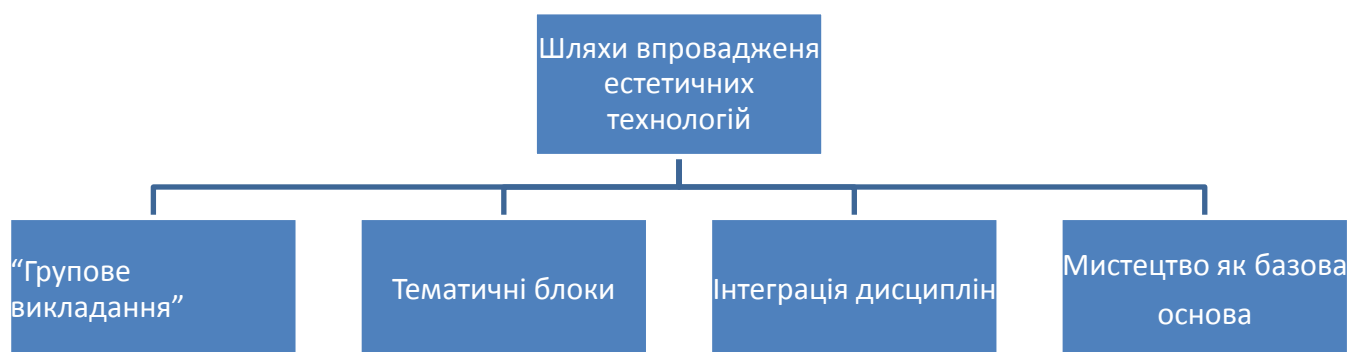 Шляхи впровадженя
естетичних
технологій
“Групове
викладання”
Тематичні блоки
Інтеграція дисциплін
Мистецтво як базова
основа